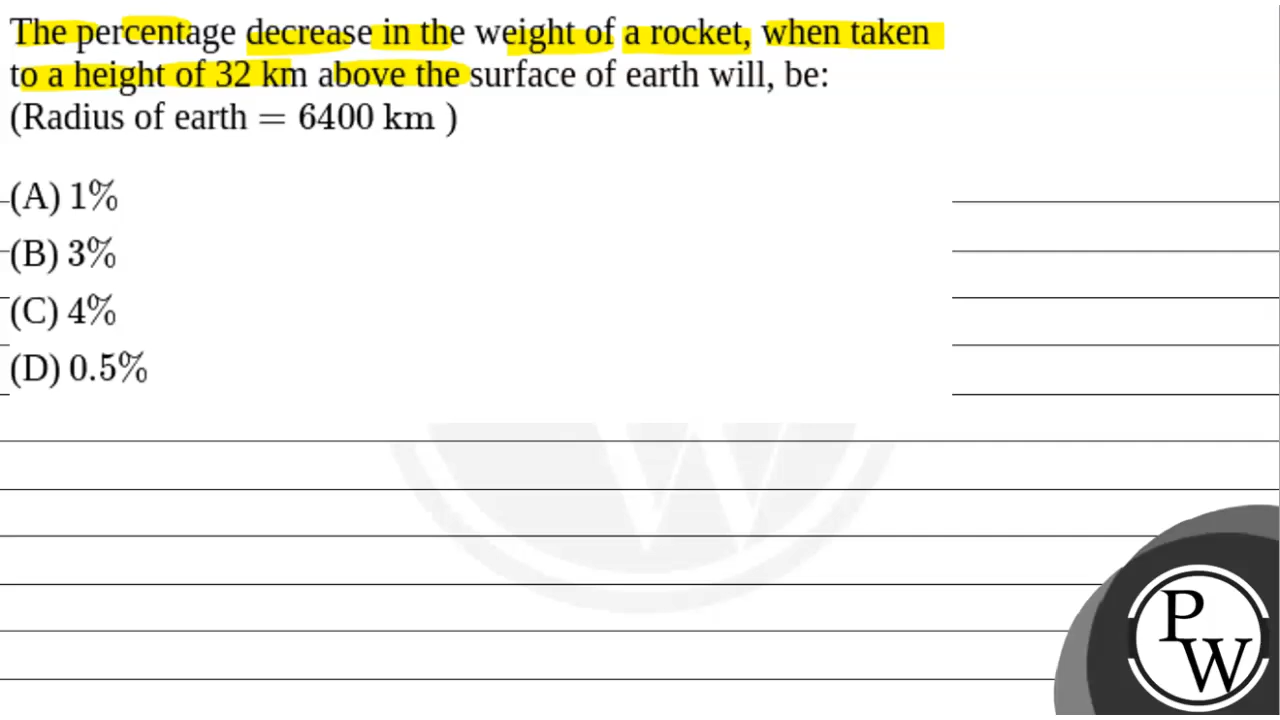 The percentage decrease in the weight of a rocket, when taken
to a height of 32 km above the surface of earth will, be:
(Radius of earth = 6400 km )
(A) 1%
(B) 3%
(C) 4%
(D) 0.5%
W
P
W